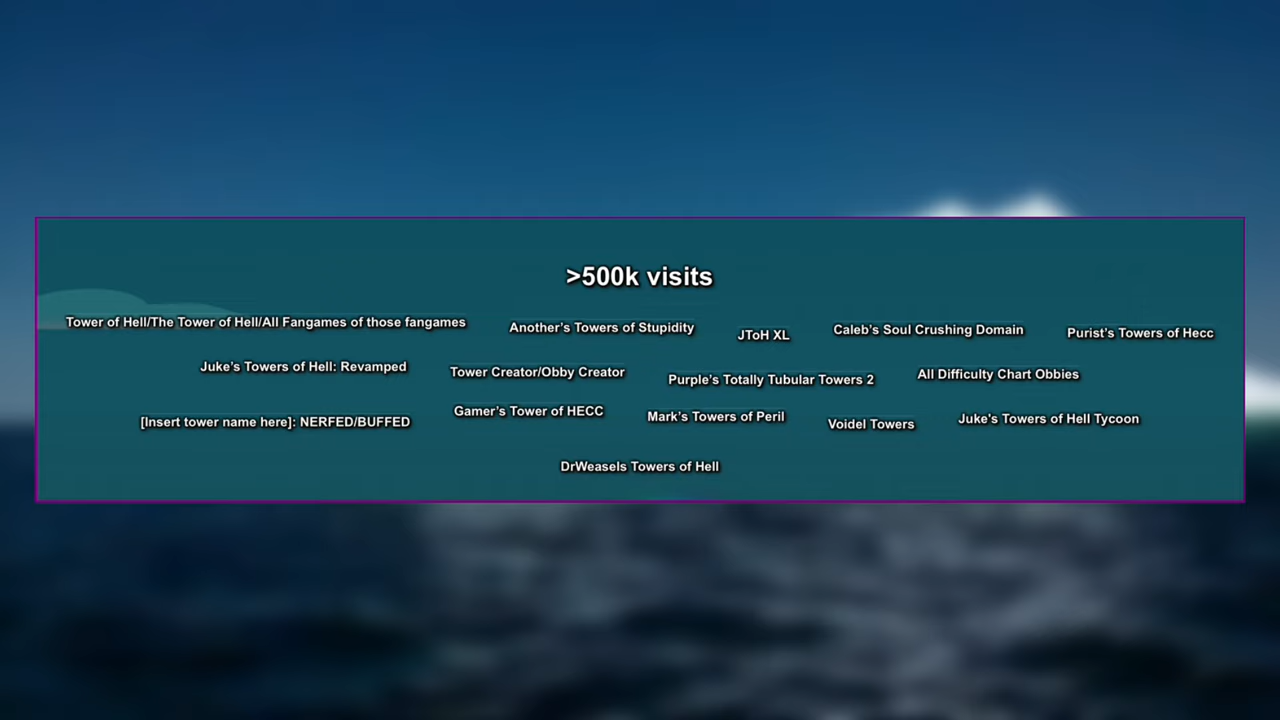 >500k visits
Tower of Hell/The Tower of Hell/All Fangames of those fangames
Another's Towers of Stupidity
JToH XL
Caleb's Soul Crushing Domain
Purist's Towers of Hecc
Juke's Towers of Hell: Revamped
Tower Creator/Obby Creator
Purple's Totally Tubular Towers 2
All Difficulty Chart Obbies
[Insert tower name here]: NERFED/BUFFED
Gamer's Tower of HECC
Mark's Towers of Peril
Voidel Towers
Juke's Towers of Hell Tycoon
DrWeasels Towers of Hell